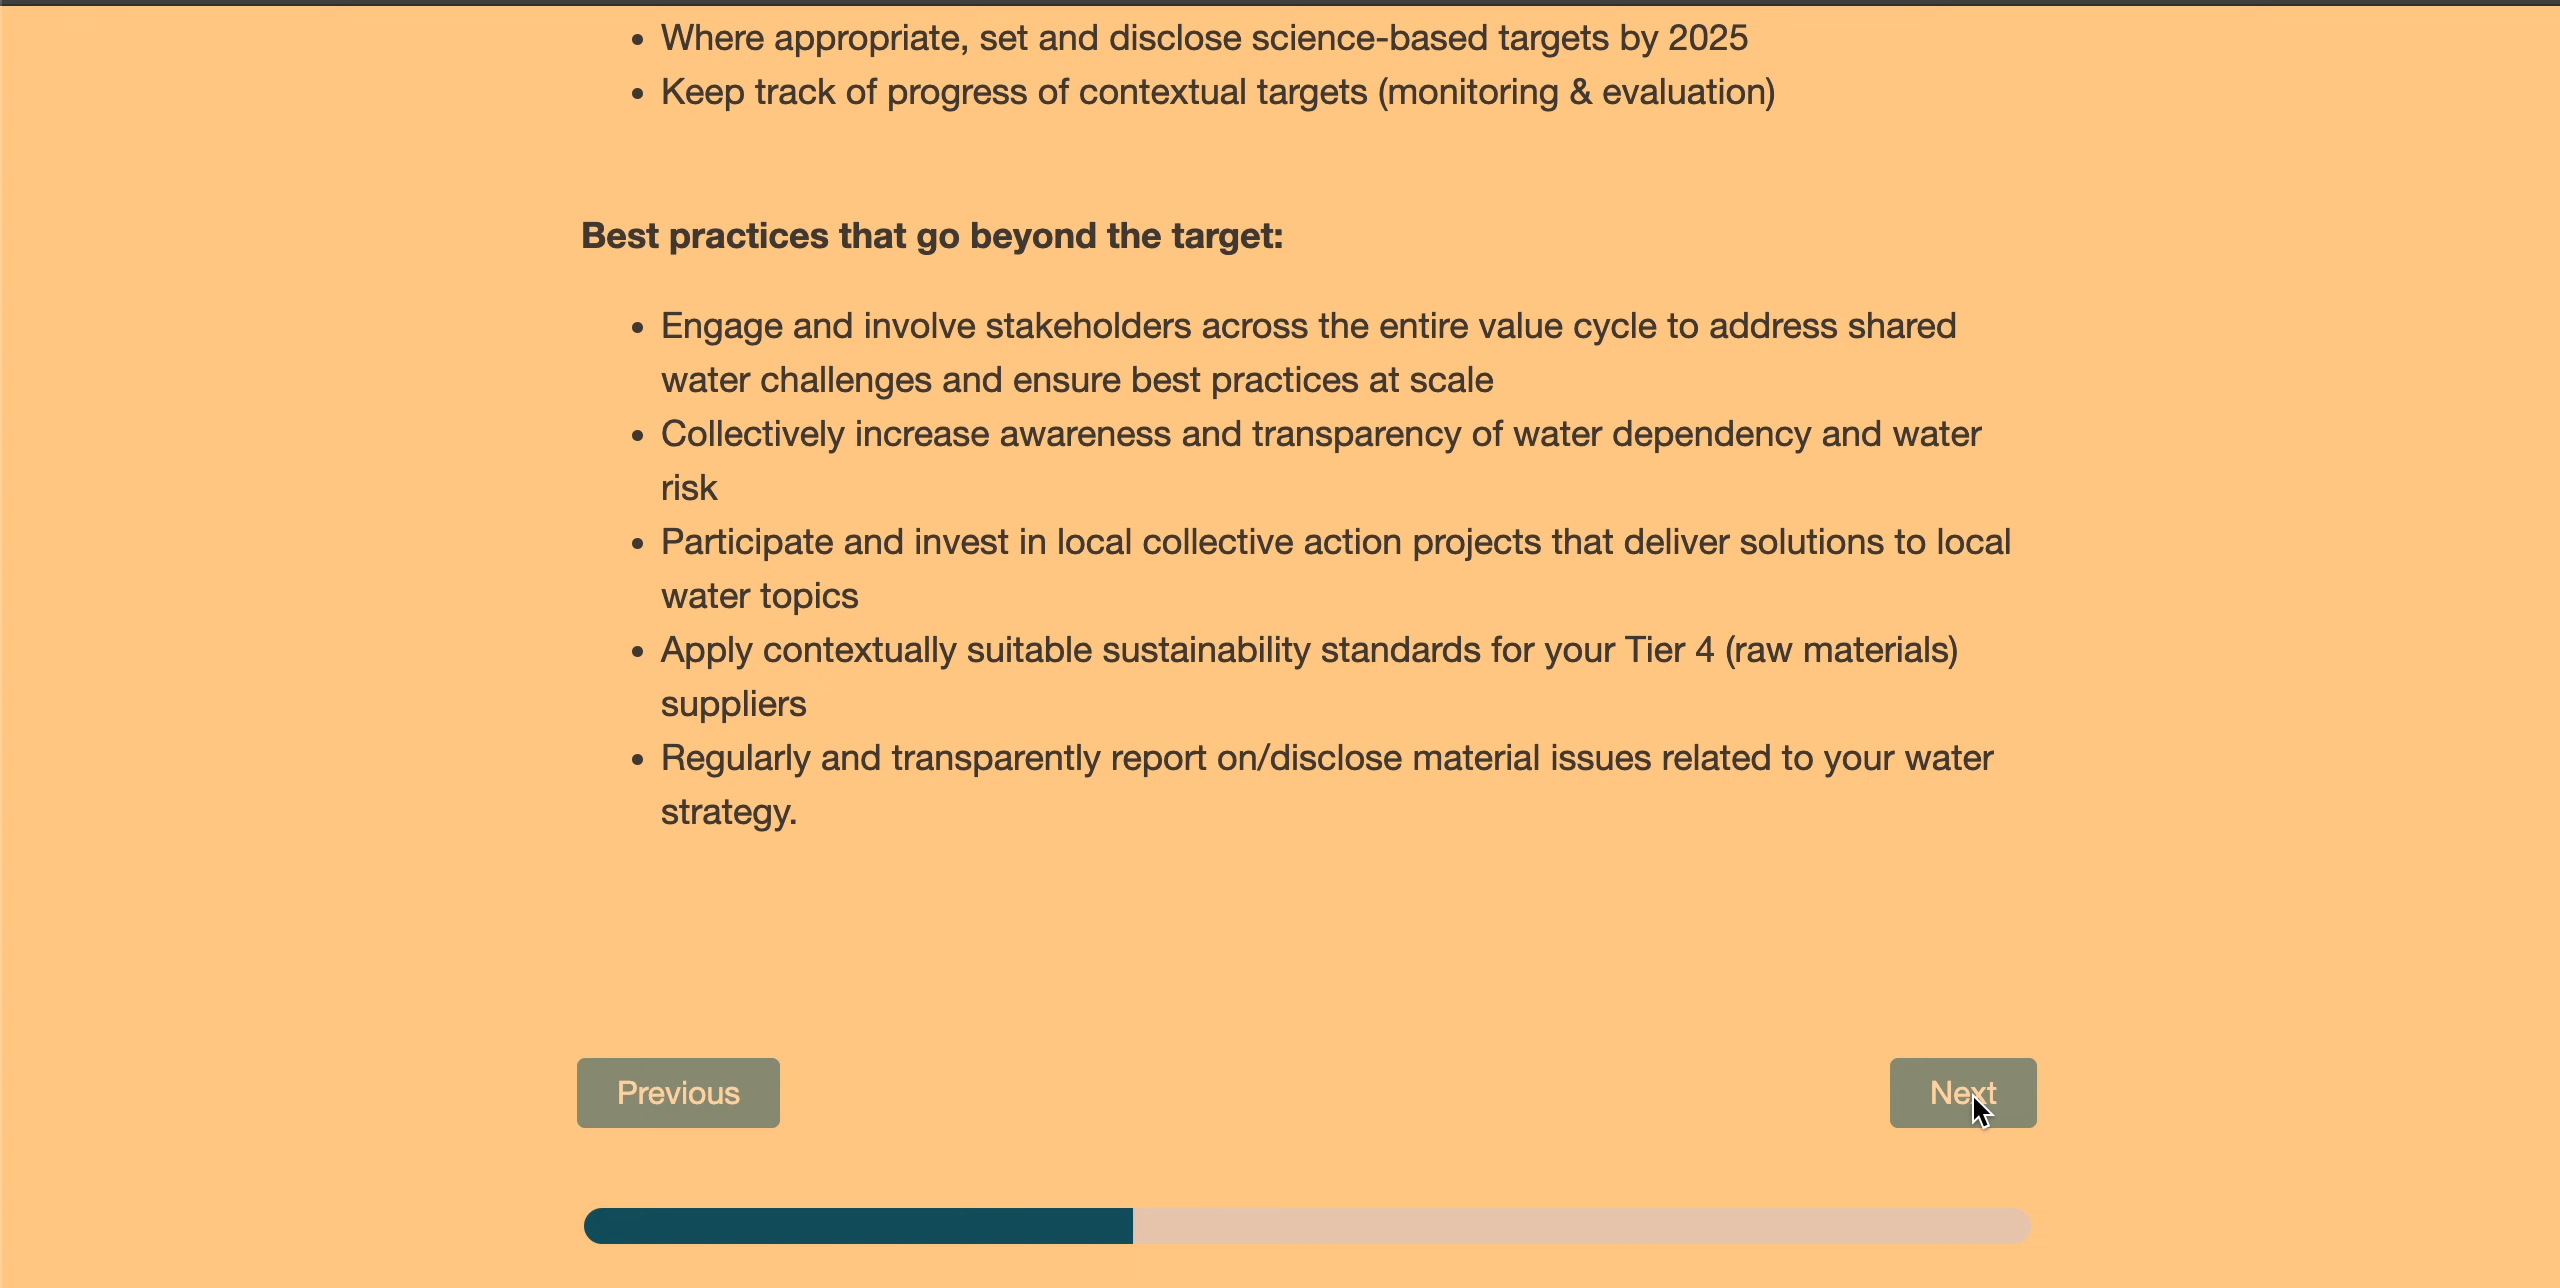 Where appropriate, set and disclose science-based targets by 2025
Keep track of progress of contextual targets (monitoring & evaluation)
Best practices that go beyond the target:
Engage and involve stakeholders across the entire value cycle to address shared
water challenges and ensure best practices at scale
Collectively increase awareness and transparency of water dependency and water
risk
Participate and invest in local collective action projects that deliver solutions to local
water topics
Apply contextually suitable sustainability standards for your Tier 4 (raw materials)
suppliers
Regularly and transparently report on/disclose material issues related to your water
strategy.
Previous
Next